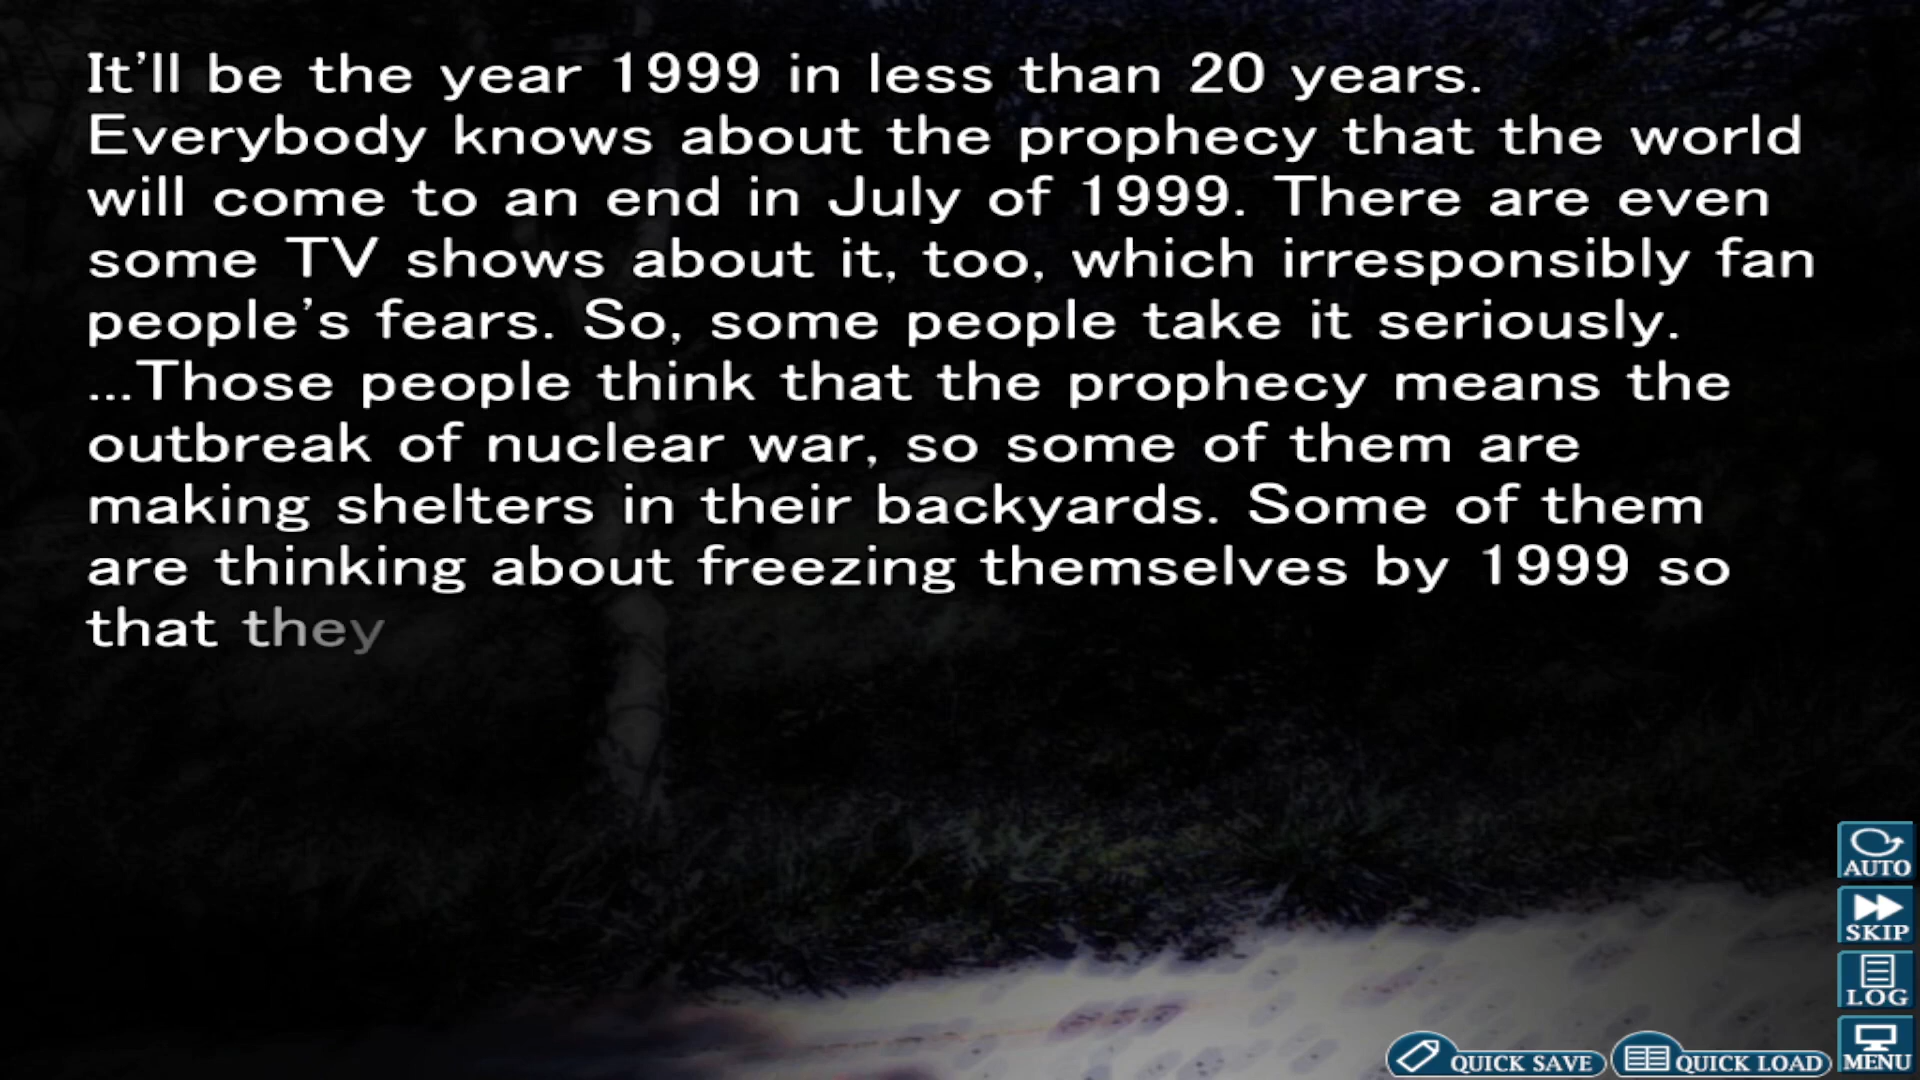 It'll be the year 1999 in less than 20 years.
Everybody knows about the prophecy that the world
will come to an end in July of 1999. There are even
some TV shows about it, too, which irresponsibly fan
people's fears. So, some people take it seriously.
...Those people think that the prophecy means the
outbreak of nuclear war, so some of them are
making shelters in their backyards. Some of them
are thinking about freezing themselves by 1999 so
that they
AUTO
SKIP
LOG
MENU
QUICK SAVE
QUICK LOAD